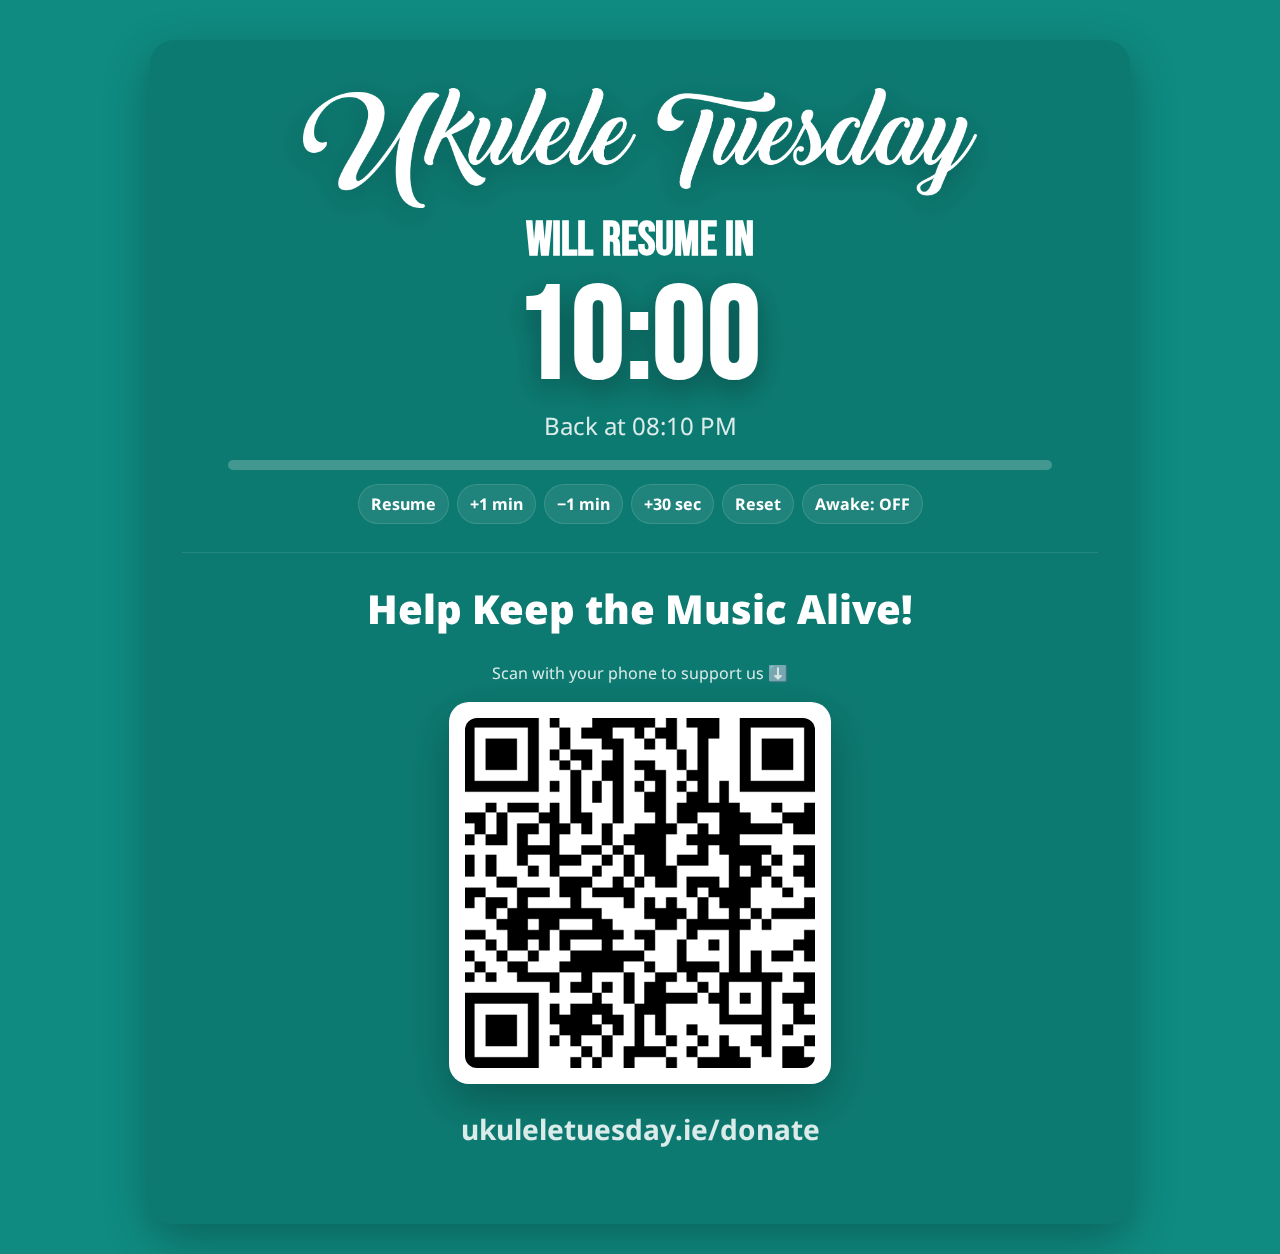 Ukulele Tuesday
WILL RESUME IN
10:00
Back at 08:10 PM
Resume +1 min −1 min +30 sec Reset Awake: OFF
Help Keep the Music Alive!
Scan with your phone to support us ⬇️
ukuleletuesday.ie/donate